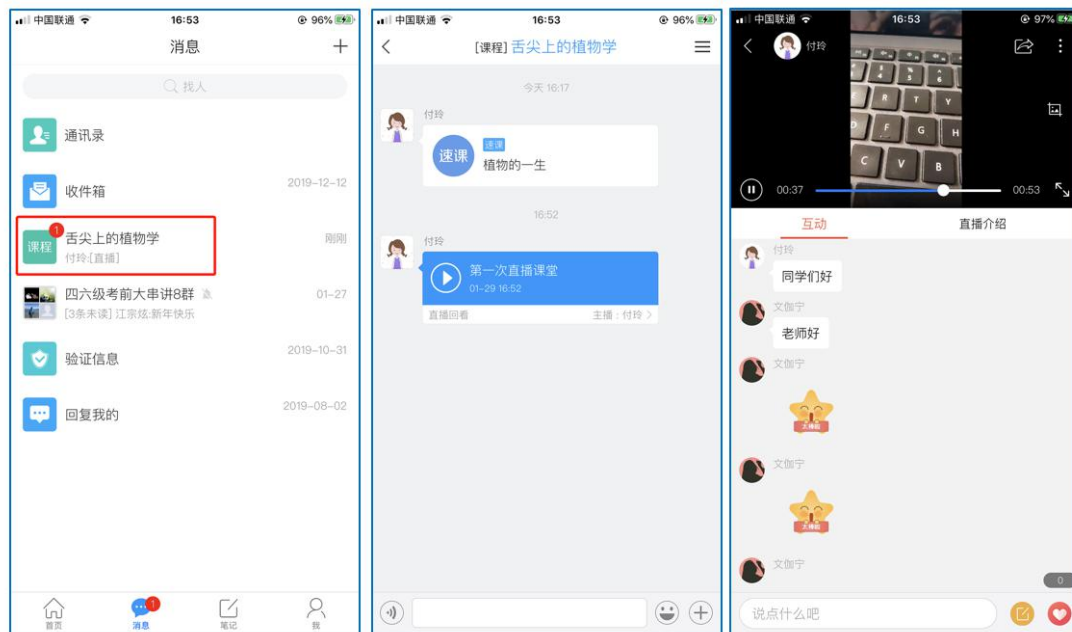 中国联通
16:53
96%
消息
找人
通讯录
收件箱
2019-12-12
课程
1
舌尖上的植物学
刚刚
付玲:[直播]
四六级考前大串讲8群
01-27
[3条未读] 江宗炫:新年快乐
验证信息
2019-10-31
回复我的
2019-08-02
首页
消息
1
笔记
我
中国联通
16:53
96%
[课程] 舌尖上的植物学
今天 16:17
付玲
速课
速课
植物的一生
16:52
付玲
第一次直播课堂
01-29 16:52
直播回看
主播：付玲
中国联通
16:53
97%
付玲
R T Y
D F G H
C V B
00:37
00:53
互动
直播介绍
付玲
同学们好
文伽宁
老师好
文伽宁
太棒啦
文伽宁
太棒啦
文伽宁
0
说点什么吧